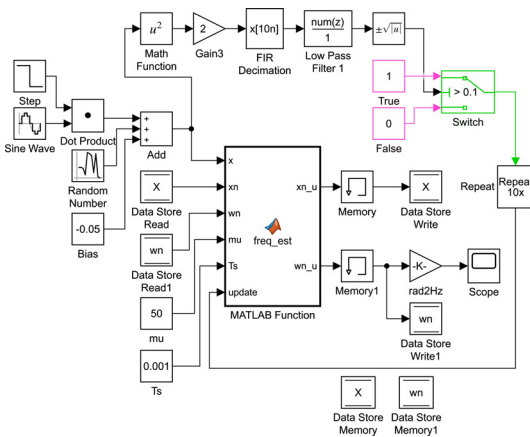 u²
Math
Function
2
Gain3
x[10n]
FIR
Decimation
num(z)
1
Low Pass
Filter 1
±√|u|
1
True
> 0.1
0
False
Switch
Step
Sine Wave
Dot Product
+
+
+
Add
Random
Number
-0.05
Bias
Repeat
Repeat
10x
X
Data Store
Read
wn
Data Store
Read1
50
mu
0.001
Ts
x
xn
wn
mu
Ts
update
freq_est
xn_u
wn_u
MATLAB Function
Memory
X
Data Store
Write
Memory1
-K-
rad2Hz
Scope
wn
Data Store
Write1
X
Data Store
Memory
wn
Data Store
Memory1